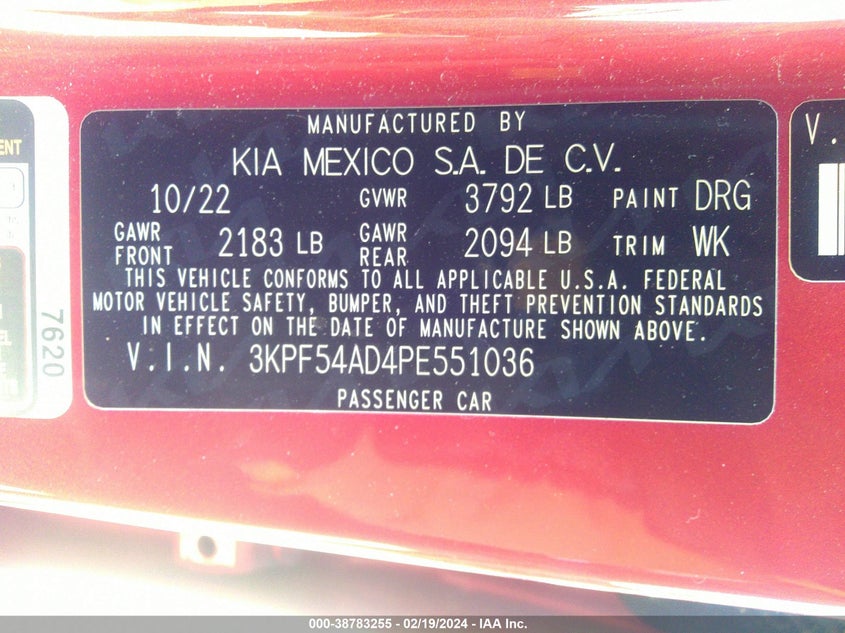 MANUFACTURED BY
KIA MEXICO S.A. DE C.V.
10/22 GVWR 3792 LB PAINT DRG
GAWR FRONT 2183 LB GAWR REAR 2094 LB TRIM WK
THIS VEHICLE CONFORMS TO ALL APPLICABLE U.S.A. FEDERAL
MOTOR VEHICLE SAFETY, BUMPER, AND THEFT PREVENTION STANDARDS
IN EFFECT ON THE DATE OF MANUFACTURE SHOWN ABOVE.
V.I.N. 3KPF54AD4PE551036
PASSENGER CAR
7620
V.
000-38783255 - 02/19/2024 - IAA Inc.